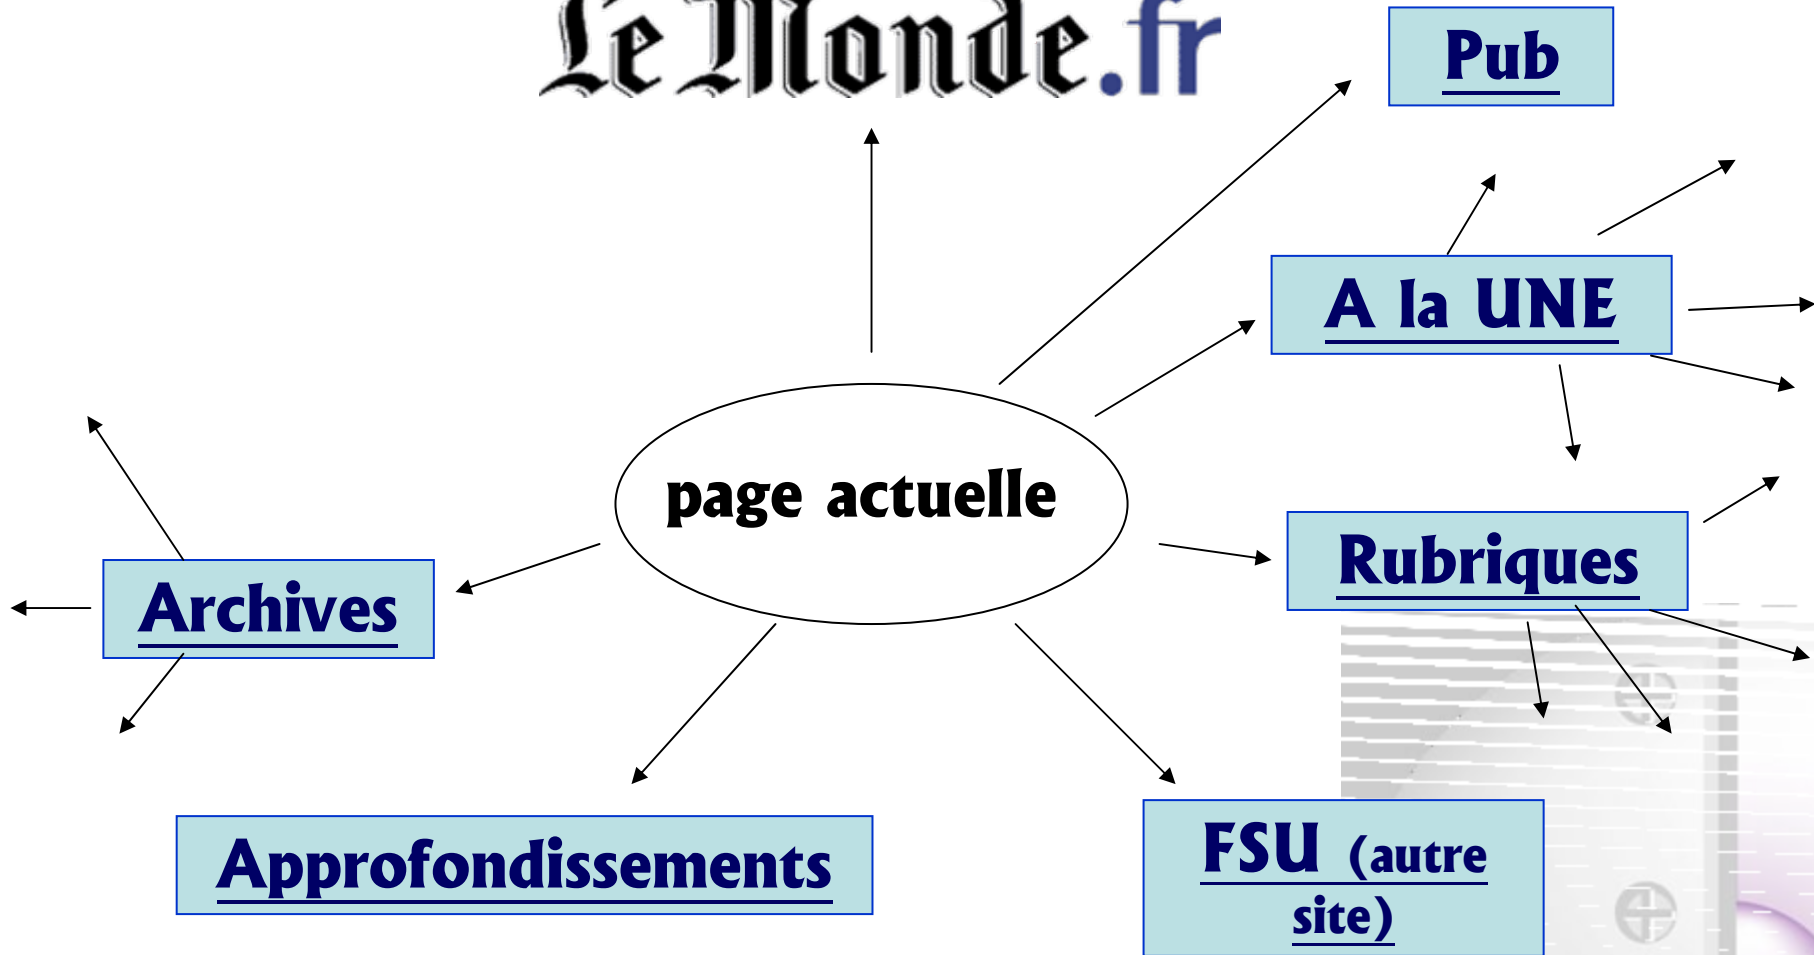 Le Monde.fr
Pub
A la UNE
page actuelle
Rubriques
Archives
Approfondissements
FSU (autre
site)